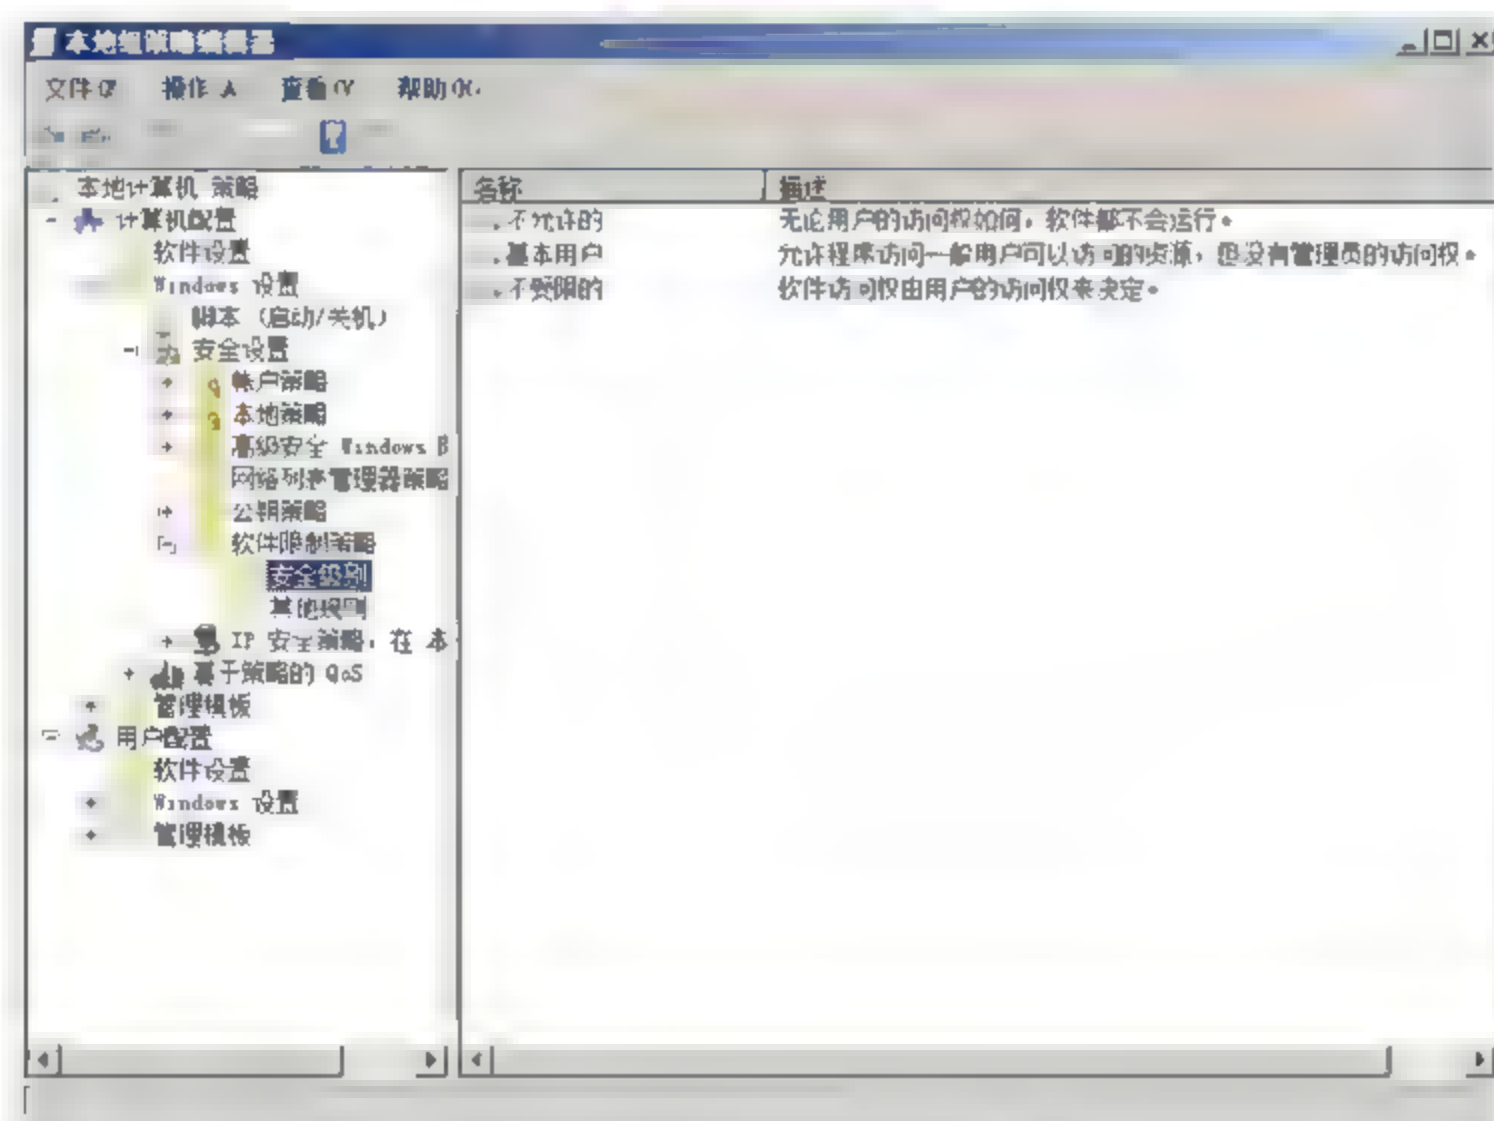 本地组策略编辑器
文件(F) 操作(A) 查看(V) 帮助(H)
本地计算机 策略
计算机配置
软件设置
Windows 设置
脚本 (启动/关机)
安全设置
帐户策略
本地策略
高级安全 Windows
网络列表管理器策略
公钥策略
软件限制策略
安全级别
其他规则
IP 安全策略，在 本
基于策略的 QoS
管理模板
用户配置
软件设置
Windows 设置
管理模板
名称 描述
不允许的 无论用户的访问权如何，软件都不会运行。
基本用户 允许程序访问一般用户可以访问的资源，但没有管理员的访问权。
不受限的 软件访问权由用户的访问权来决定。